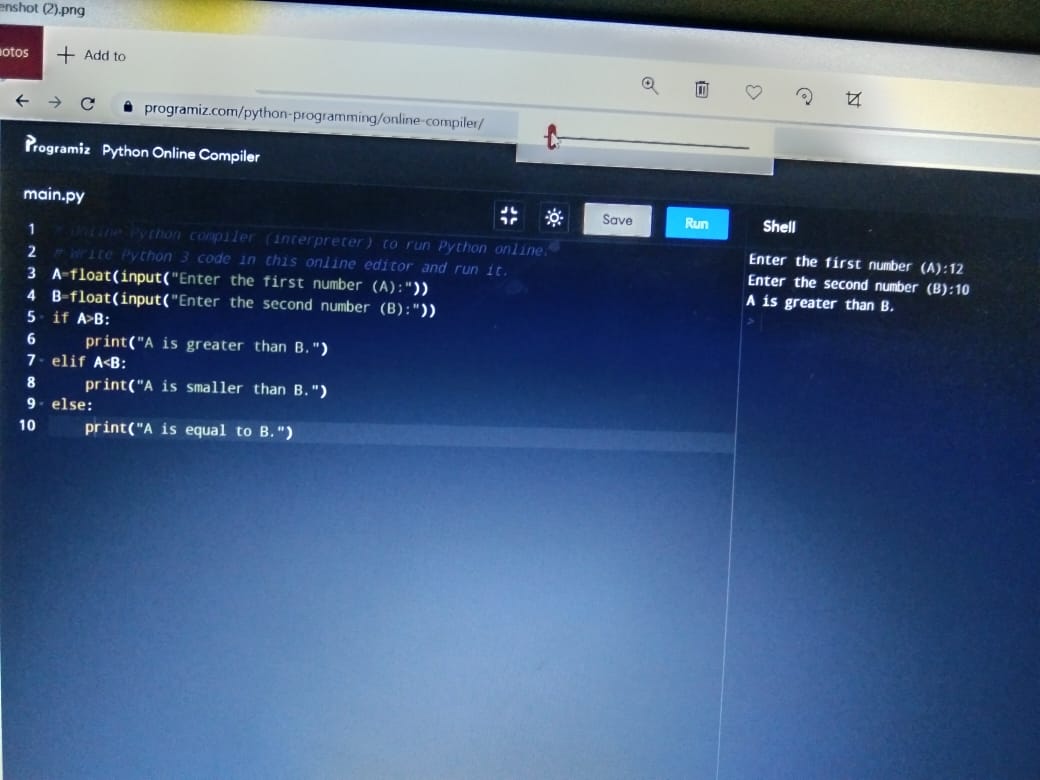 enshot (2).png
otos
+ Add to
programiz.com/python-programming/online-compiler/
Programiz Python Online Compiler
main.py
Save
Run
Shell
1 # Online Python compiler (interpreter) to run Python online.
2 # Write Python 3 code in this online editor and run it.
3 A=float(input("Enter the first number (A):"))
4 B=float(input("Enter the second number (B):"))
5 if A>B:
6 print("A is greater than B.")
7 elif A<B:
8 print("A is smaller than B.")
9 else:
10 print("A is equal to B.")
Enter the first number (A):12
Enter the second number (B):10
A is greater than B.
>